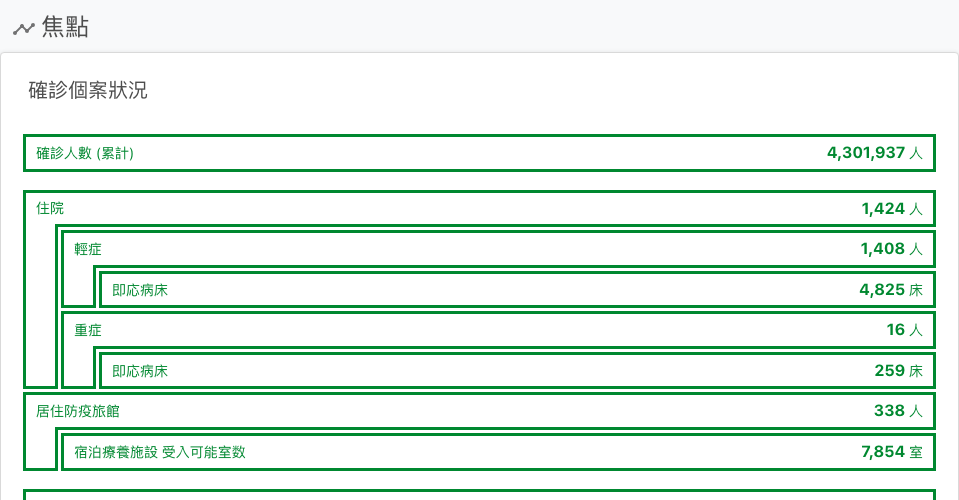 焦點
確診個案狀況
確診人數 (累計) 4,301,937 人
住院 1,424 人
輕症 1,408 人
即応病床 4,825 床
重症 16 人
即応病床 259 床
居住防疫旅館 338 人
宿泊療養施設 受入可能室数 7,854 室